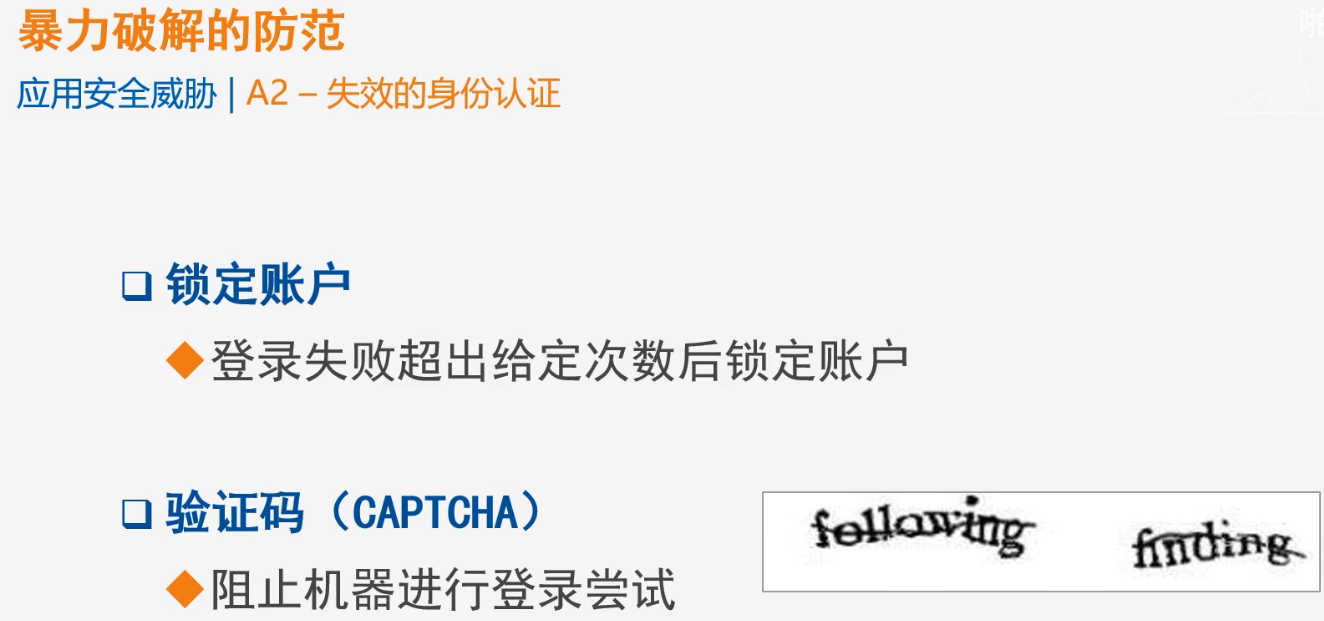 暴力破解的防范
应用安全威胁 | A2 – 失效的身份认证
❑ 锁定账户
◆登录失败超出给定次数后锁定账户
❑ 验证码（CAPTCHA）
following finding
◆阻止机器进行登录尝试